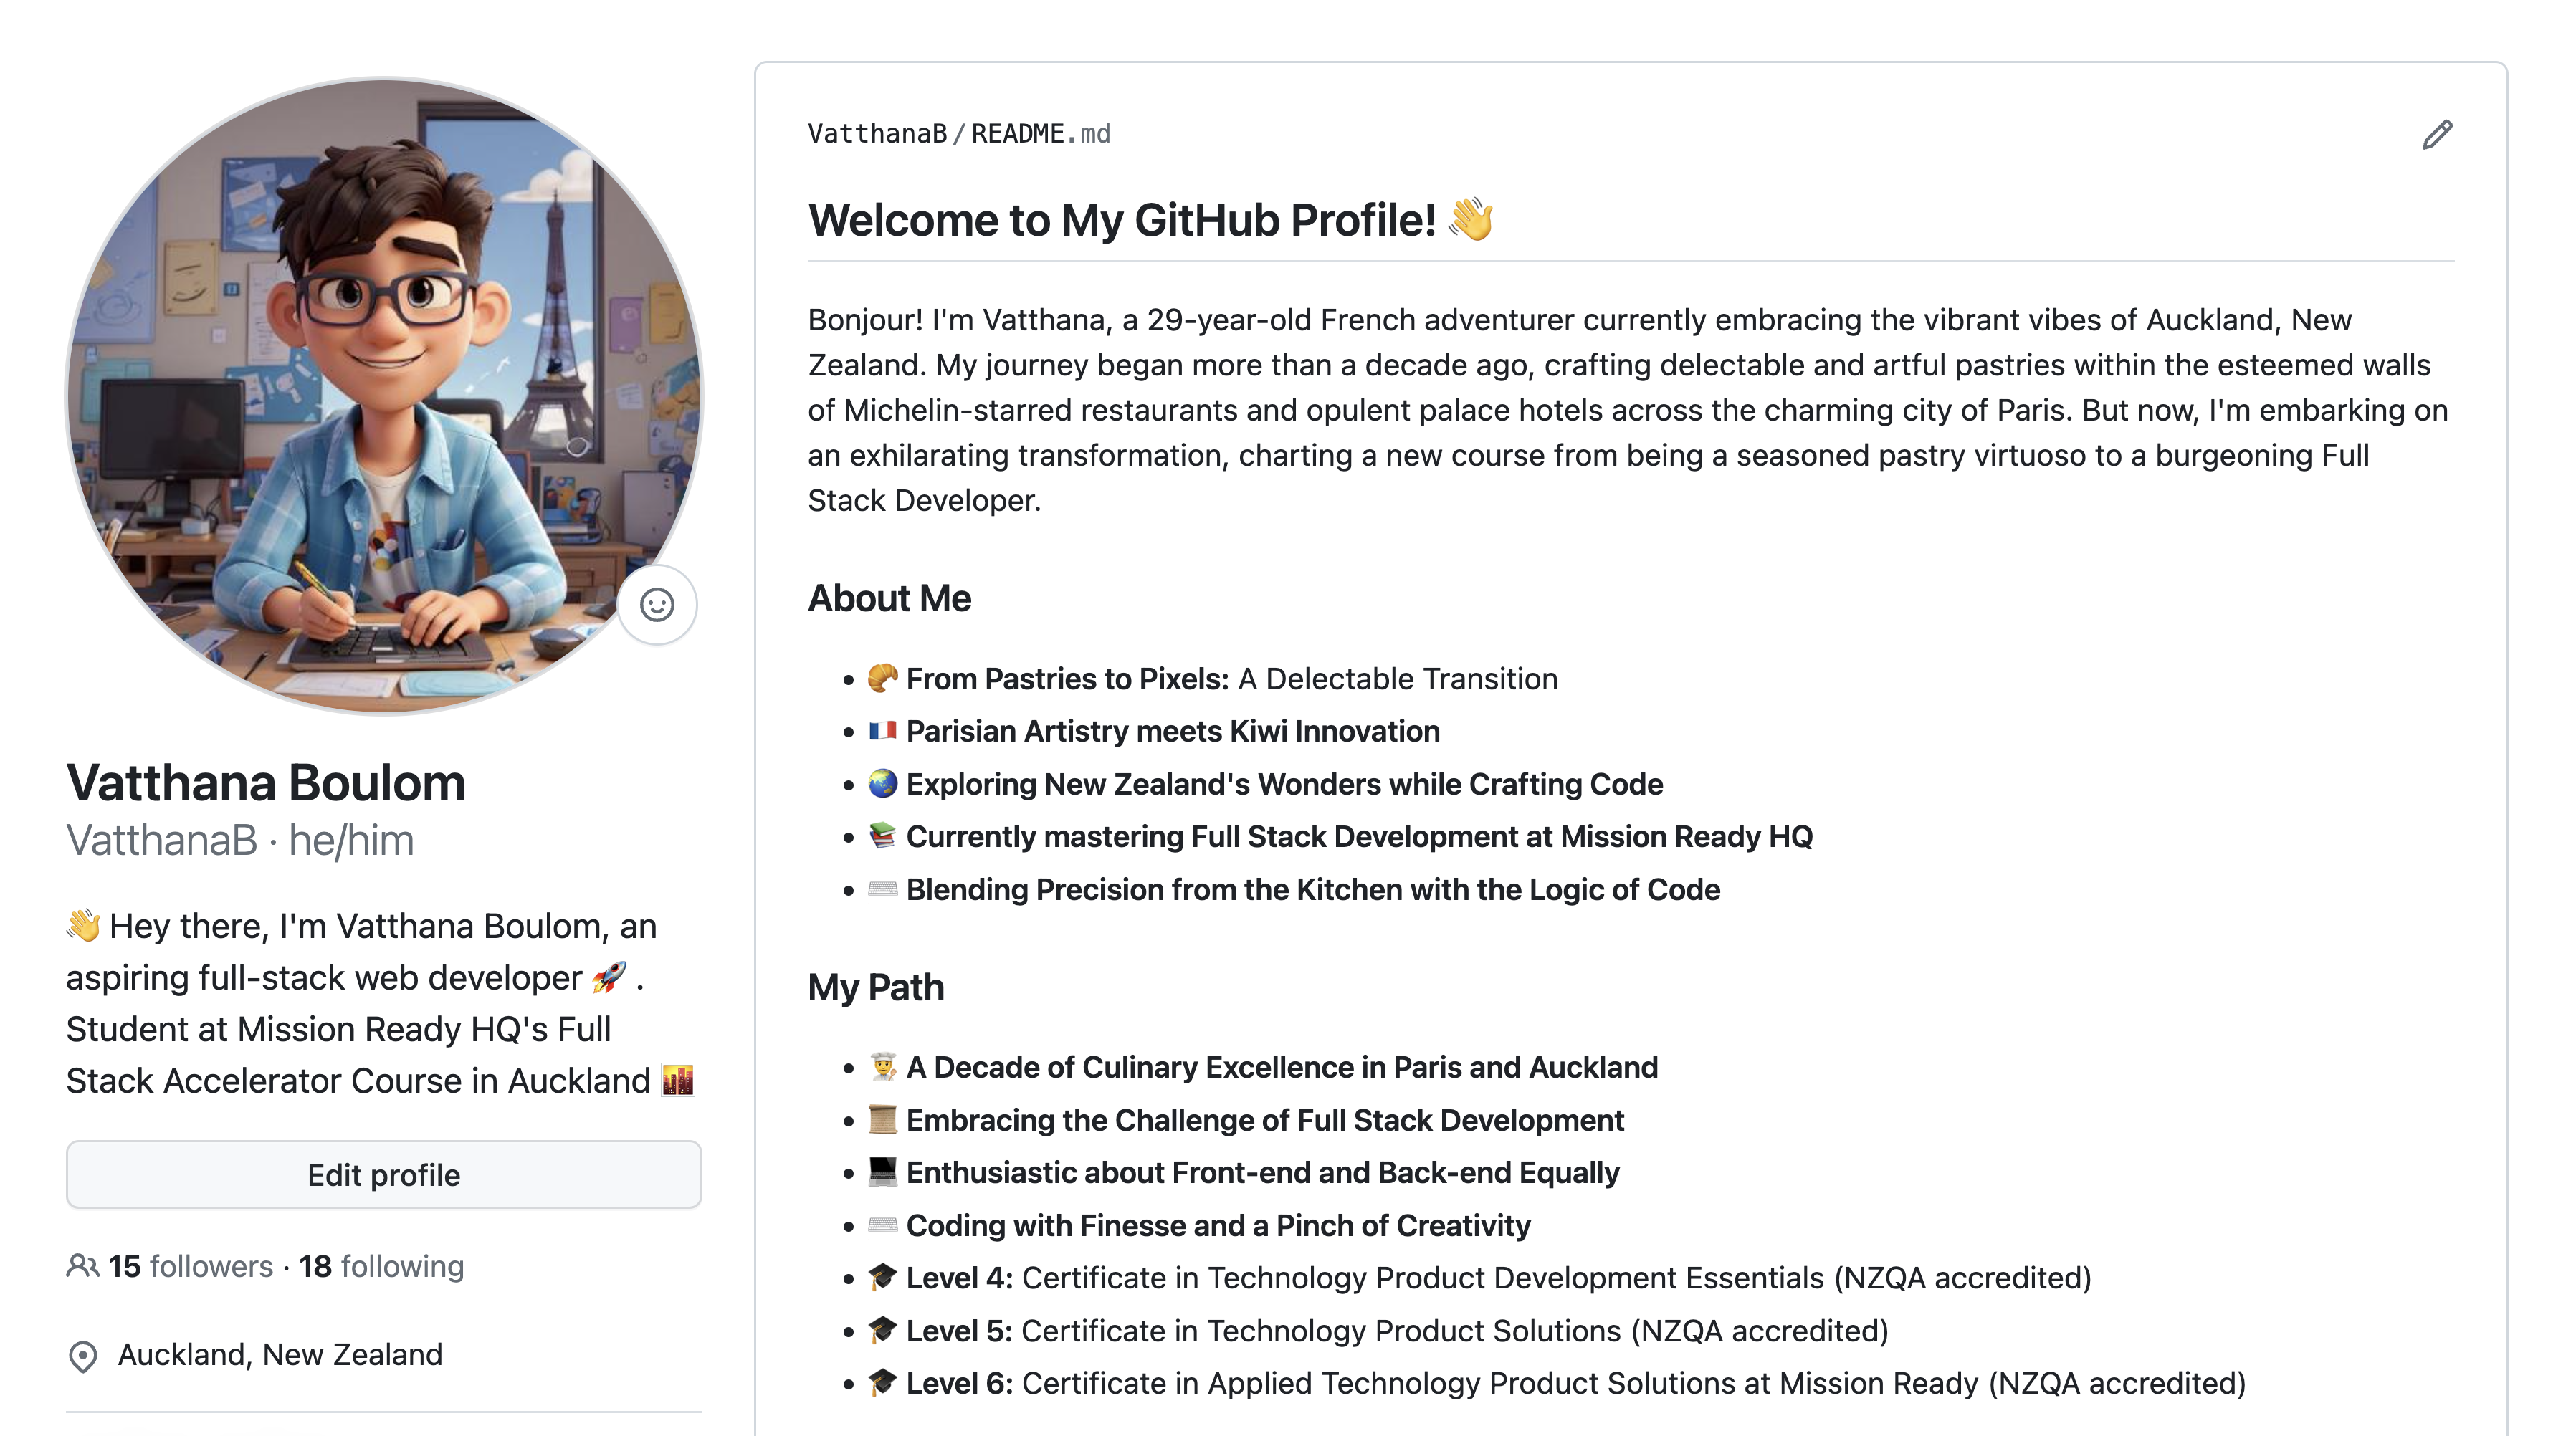 Vatthana Boulom
VatthanaB · he/him
👋 Hey there, I'm Vatthana Boulom, an
aspiring full-stack web developer 🚀 .
Student at Mission Ready HQ's Full
Stack Accelerator Course in Auckland 🌇
Edit profile
15 followers · 18 following
Auckland, New Zealand
VatthanaB/README.md
Welcome to My GitHub Profile! 👋
Bonjour! I'm Vatthana, a 29-year-old French adventurer currently embracing the vibrant vibes of Auckland, New
Zealand. My journey began more than a decade ago, crafting delectable and artful pastries within the esteemed walls
of Michelin-starred restaurants and opulent palace hotels across the charming city of Paris. But now, I'm embarking on
an exhilarating transformation, charting a new course from being a seasoned pastry virtuoso to a burgeoning Full
Stack Developer.
About Me
• 🥐 From Pastries to Pixels: A Delectable Transition
• 🇫🇷 Parisian Artistry meets Kiwi Innovation
• 🌏 Exploring New Zealand's Wonders while Crafting Code
• 📚 Currently mastering Full Stack Development at Mission Ready HQ
• ⌨️ Blending Precision from the Kitchen with the Logic of Code
My Path
• 👨‍🍳 A Decade of Culinary Excellence in Paris and Auckland
• 📜 Embracing the Challenge of Full Stack Development
• 💻 Enthusiastic about Front-end and Back-end Equally
• ⌨️ Coding with Finesse and a Pinch of Creativity
• 🎓 Level 4: Certificate in Technology Product Development Essentials (NZQA accredited)
• 🎓 Level 5: Certificate in Technology Product Solutions (NZQA accredited)
• 🎓 Level 6: Certificate in Applied Technology Product Solutions at Mission Ready (NZQA accredited)